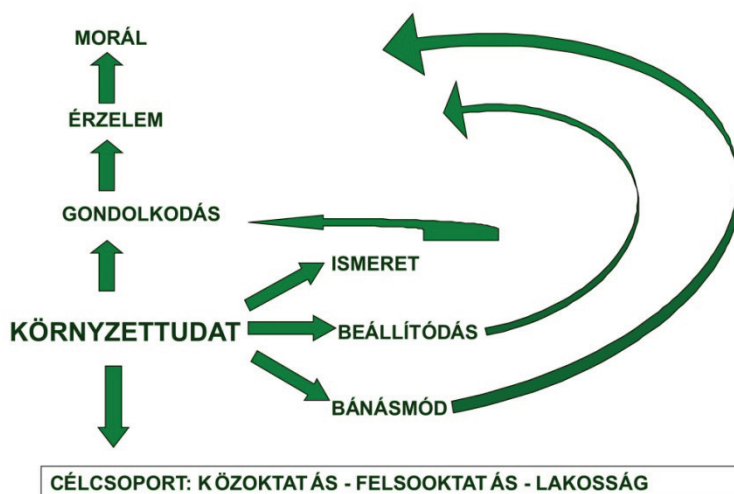 MORÁL
ÉRZELEM
GONDOLKODÁS
ISMERET
KÖRNYZETTUDAT
BEÁLLÍTÓDÁS
BÁNÁSMÓD
CÉLCSOPORT: KÖZOKTATÁS - FELSOOKTATÁS - LAKOSSÁG